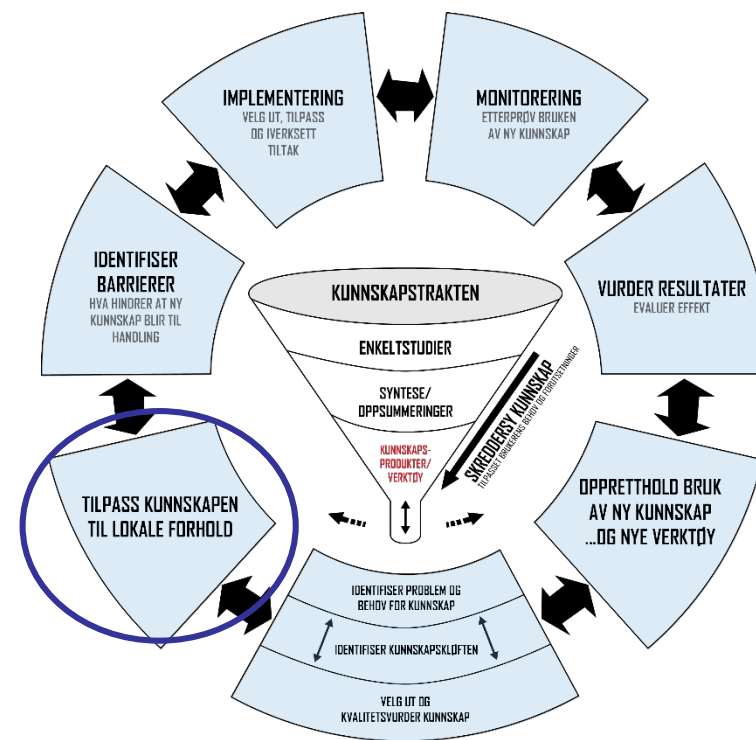 IMPLEMENTERING
VELG UT, TILPASS
OG IVERKSETT
TILTAK
MONITORERING
ETTERPRØV BRUKEN
AV NY KUNNSKAP
IDENTIFISER
BARRIERER
HVA HINDRER AT NY
KUNNSKAP BLIR TIL
HANDLING
VURDER RESULTATER
EVALUER EFFEKT
KUNNSKAPSTRAKTEN
ENKELTSTUDIER
SYNTESE/
OPPSUMMERINGER
KUNNSKAPS-
PRODUKTER/
VERKTØY
SKREDDERSY KUNNSKAP
TILPASSET BRUKERENS BEHOV OG FORUTSETNINGER
TILPASS KUNNSKAPEN
TIL LOKALE FORHOLD
OPPRETTHOLD BRUK
AV NY KUNNSKAP
...OG NYE VERKTØY
IDENTIFISER PROBLEM OG
BEHOV FOR KUNNSKAP
IDENTIFISER KUNNSKAPSKLØFTEN
VELG UT OG
KVALITETSVURDER KUNNSKAP